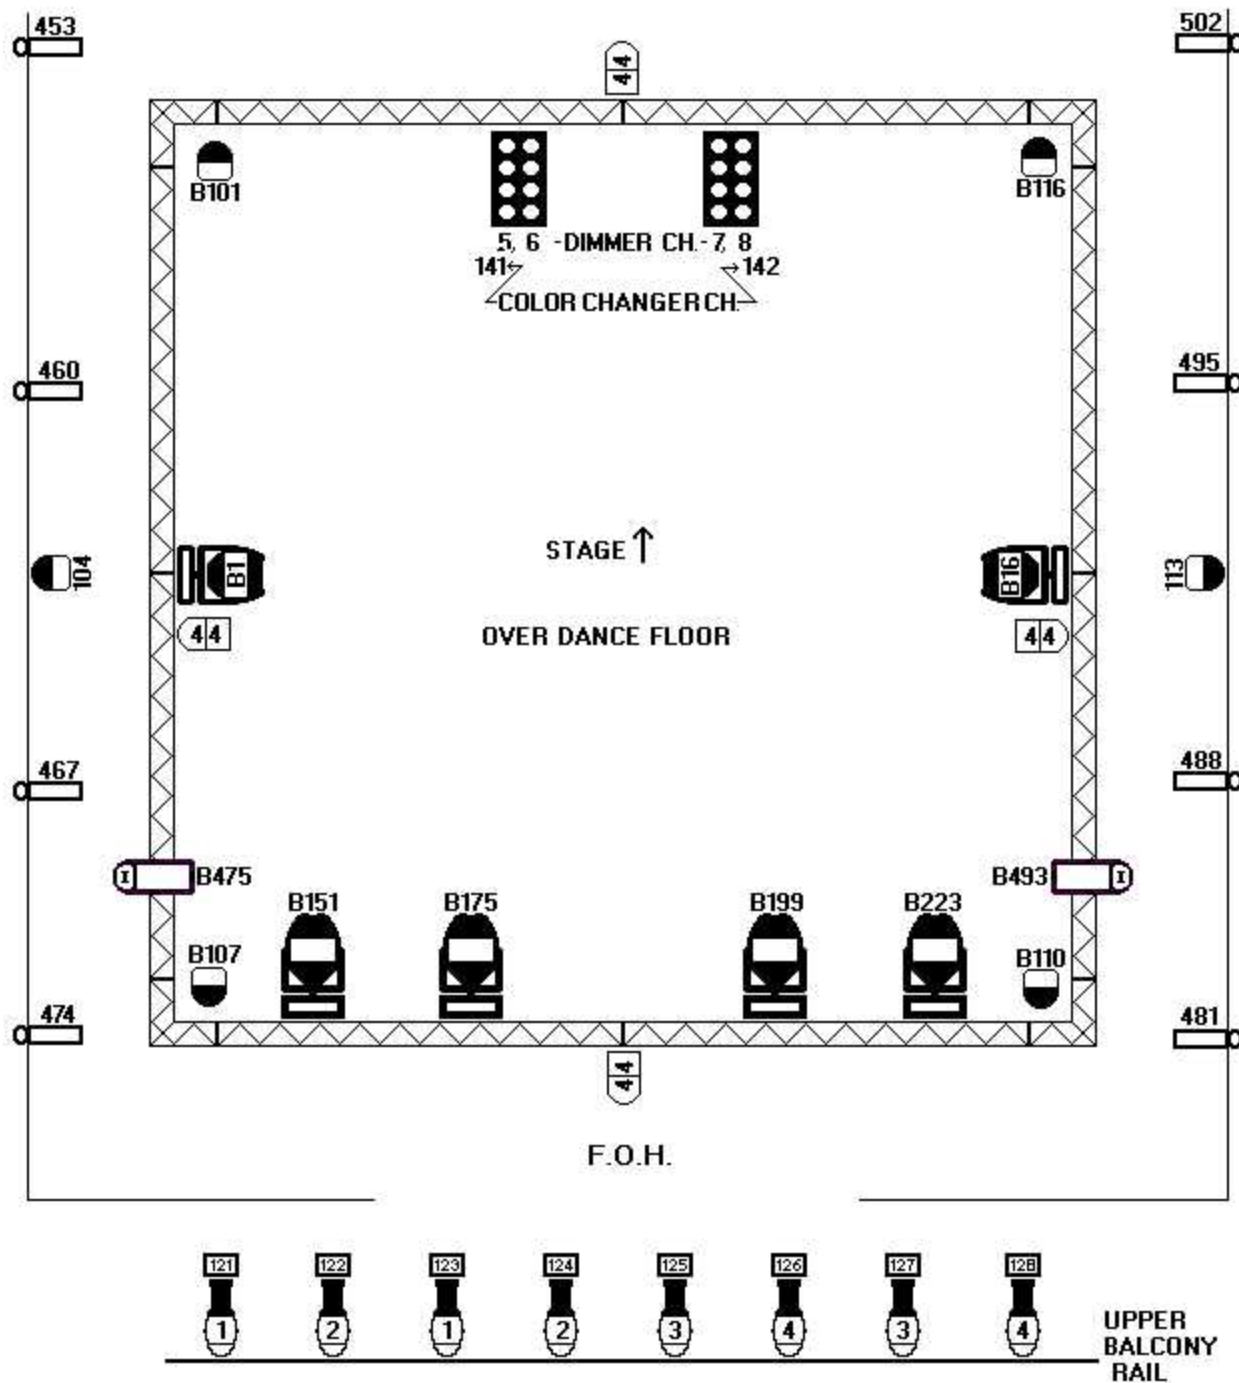 453
502
44
B101
B116
5, 6 -DIMMER CH.- 7, 8
141 142
COLOR CHANGER CH.
460
495
STAGE
104
B1
B16
113
44
44
OVER DANCE FLOOR
467
488
I B475
B493 I
B151
B175
B199
B223
B107
B110
474
481
44
F.O.H.
121 122 123 124 125 126 127 128
1 2 1 2 3 4 3 4
UPPER
BALCONY
RAIL